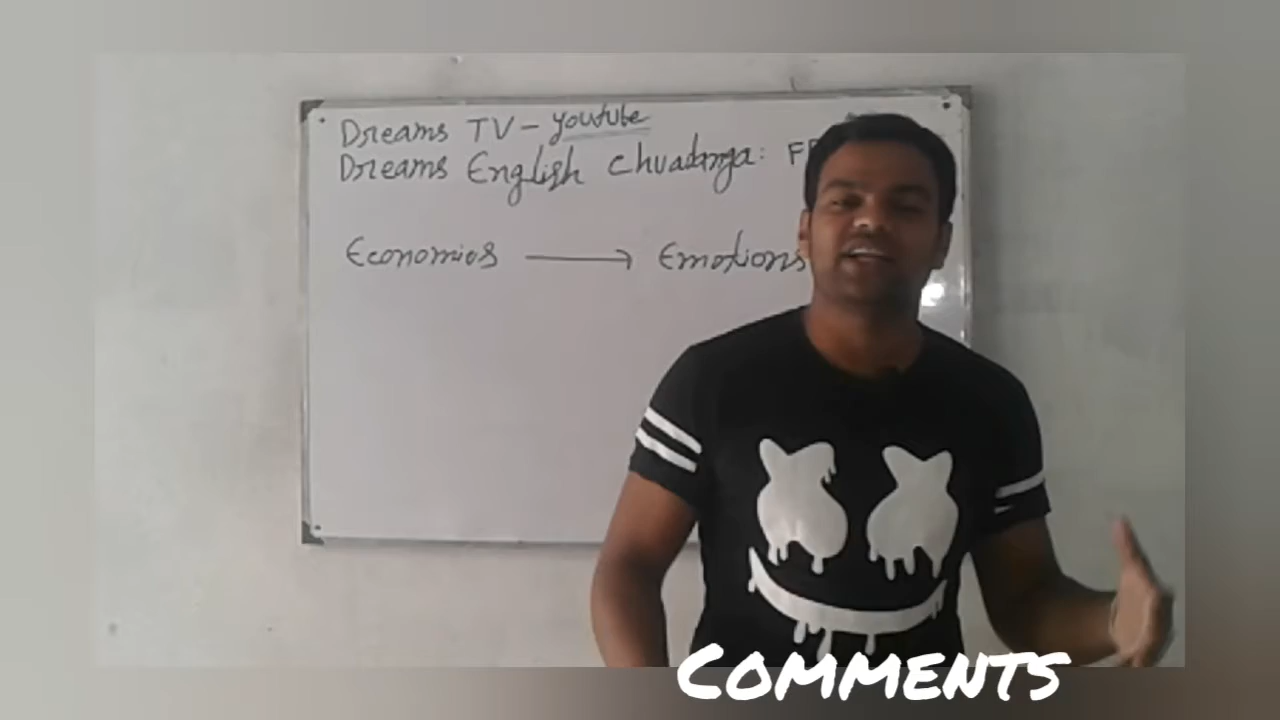 Dreams TV - youtube
Dreams English Chuadanga:
Economics → Emotions
COMMENTS